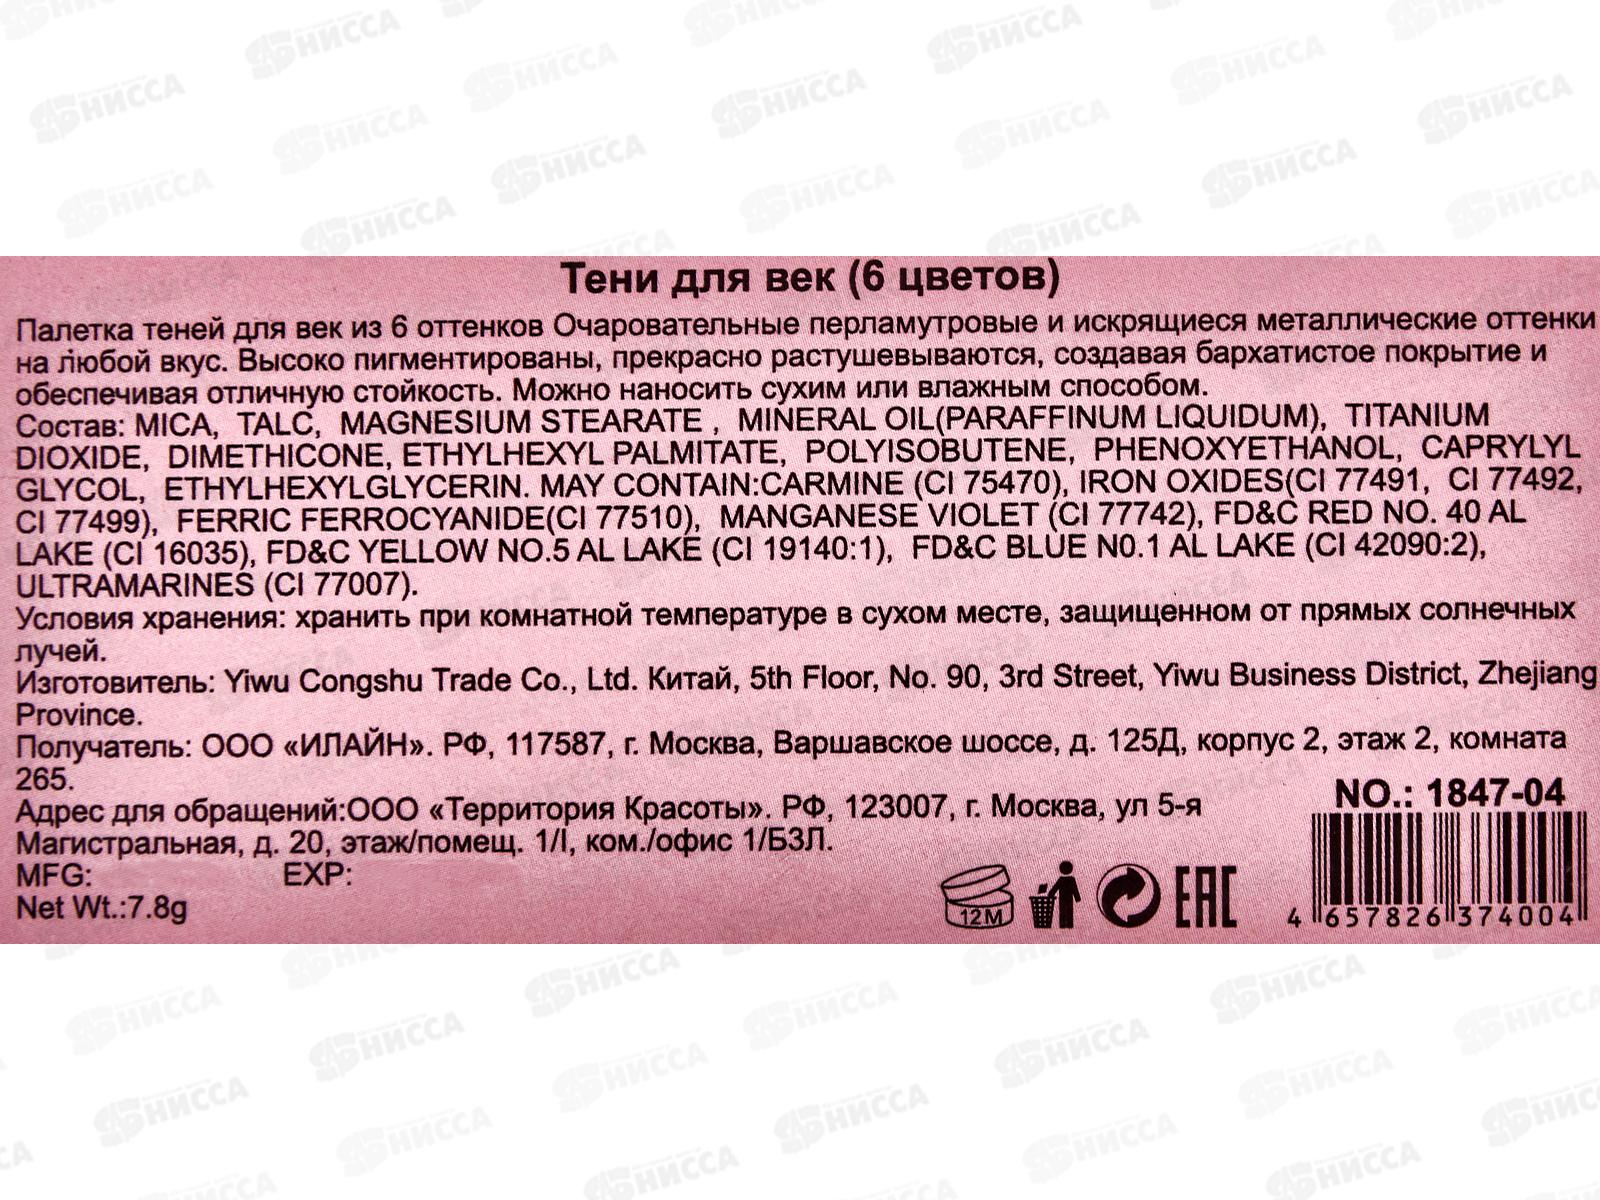 Тени для век (6 цветов)
Палетка теней для век из 6 оттенков Очаровательные перламутровые и искрящиеся металлические оттенки
на любой вкус. Высоко пигментированы, прекрасно растушевываются, создавая бархатистое покрытие и
обеспечивая отличную стойкость. Можно наносить сухим или влажным способом.
Состав: MICA, TALC, MAGNESIUM STEARATE , MINERAL OIL(PARAFFINUM LIQUIDUM), TITANIUM
DIOXIDE, DIMETHICONE, ETHYLHEXYL PALMITATE, POLYISOBUTENE, PHENOXYETHANOL, CAPRYLYL
GLYCOL, ETHYLHEXYLGLYCERIN. MAY CONTAIN:CARMINE (CI 75470), IRON OXIDES(CI 77491, CI 77492,
CI 77499), FERRIC FERROCYANIDE(CI 77510), MANGANESE VIOLET (CI 77742), FD&C RED NO. 40 AL
LAKE (CI 16035), FD&C YELLOW NO.5 AL LAKE (CI 19140:1), FD&C BLUE N0.1 AL LAKE (CI 42090:2),
ULTRAMARINES (CI 77007).
Условия хранения: хранить при комнатной температуре в сухом месте, защищенном от прямых солнечных
лучей.
Изготовитель: Yiwu Congshu Trade Co., Ltd. Китай, 5th Floor, No. 90, 3rd Street, Yiwu Business District, Zhejiang
Province.
Получатель: ООО «ИЛАЙН». РФ, 117587, г. Москва, Варшавское шоссе, д. 125Д, корпус 2, этаж 2, комната
265.
Адрес для обращений:ООО «Территория Красоты». РФ, 123007, г. Москва, ул 5-я
Магистральная, д. 20, этаж/помещ. 1/I, ком./офис 1/БЗЛ.
MFG: EXP:
Net Wt.:7.8g
12M
EAC
NO.: 1847-04
4 657826 374004